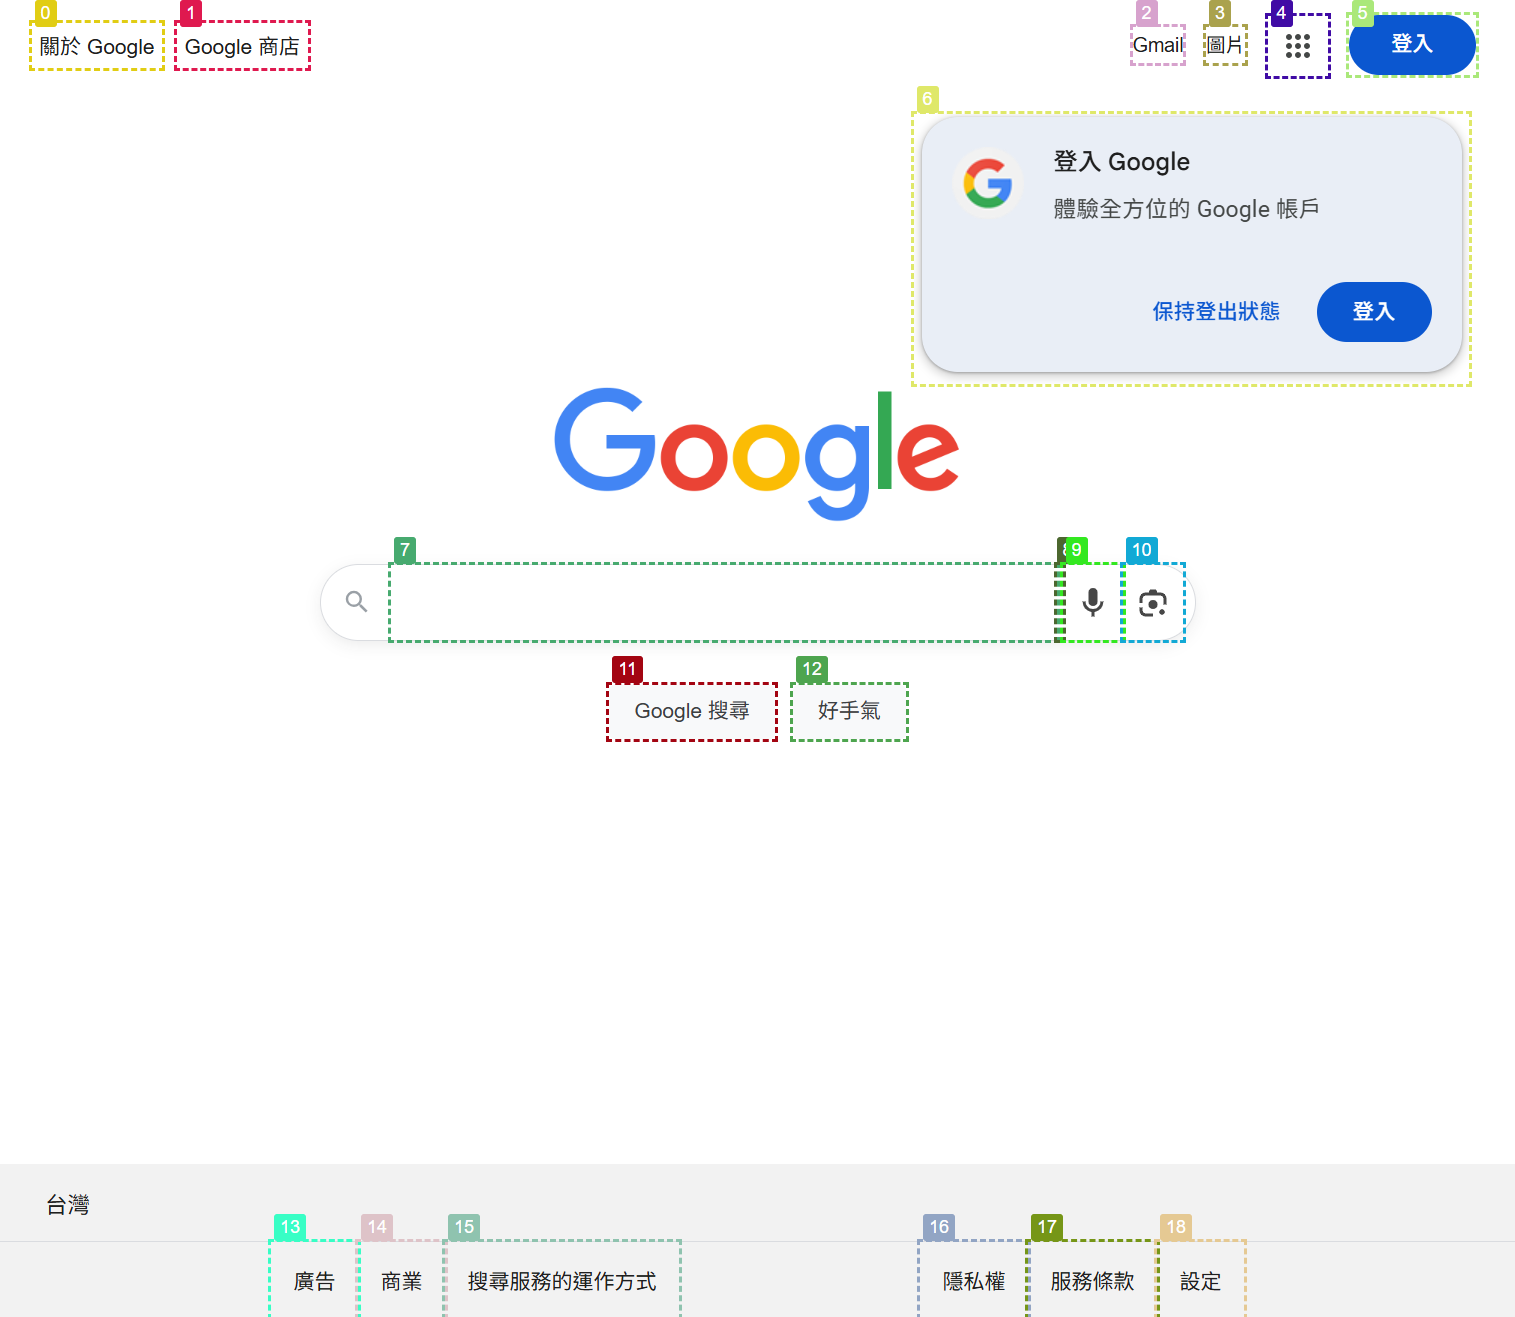 0 1 2 3 4 5
關於 Google Google 商店 Gmail 圖片 登入
6
登入 Google
體驗全方位的 Google 帳戶
保持登出狀態 登入
Google
7 8 9 10
11 12
Google 搜尋 好手氣
台灣
13 14 15 16 17 18
廣告 商業 搜尋服務的運作方式 隱私權 服務條款 設定